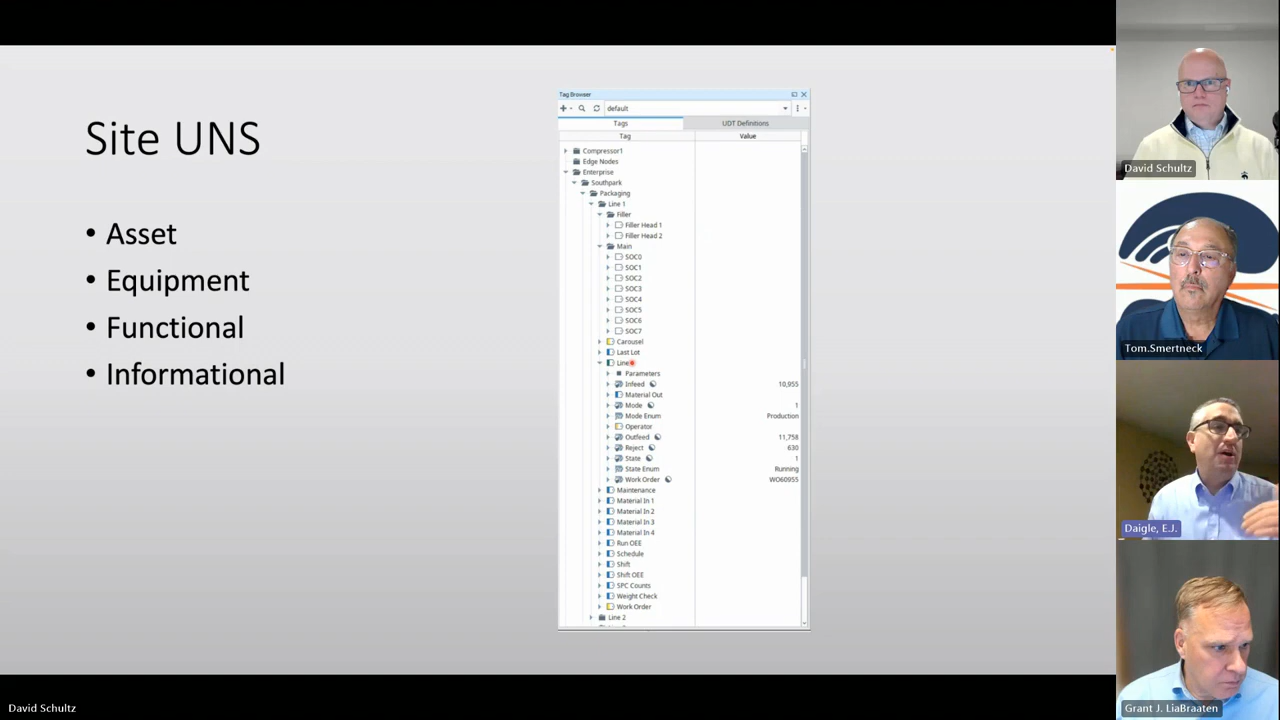 Site UNS
• Asset
• Equipment
• Functional
• Informational
Tag Browser
default
Tags
UDT Definitions
Tag
Value
Compressor1
Edge Nodes
Enterprise
Southpark
Packaging
Line 1
Filler
Filler Head 1
Filler Head 2
Main
SOC0
SOC1
SOC2
SOC3
SOC4
SOC5
SOC6
SOC7
Carousel
Last Lot
Line
Parameters
Infeed 10,955
Material Out
Mode 1
Mode Enum Production
Operator
Outfeed 11,758
Reject 630
State 1
State Enum Running
Work Order WO60955
Maintenance
Material In 1
Material In 2
Material In 3
Material In 4
Run OEE
Schedule
Shift
Shift OEE
SPC Counts
Weight Check
Work Order
Line 2
David Schultz
Tom.Smertneck
Daigle, E.J.
Grant J. LiaBraaten
David Schultz